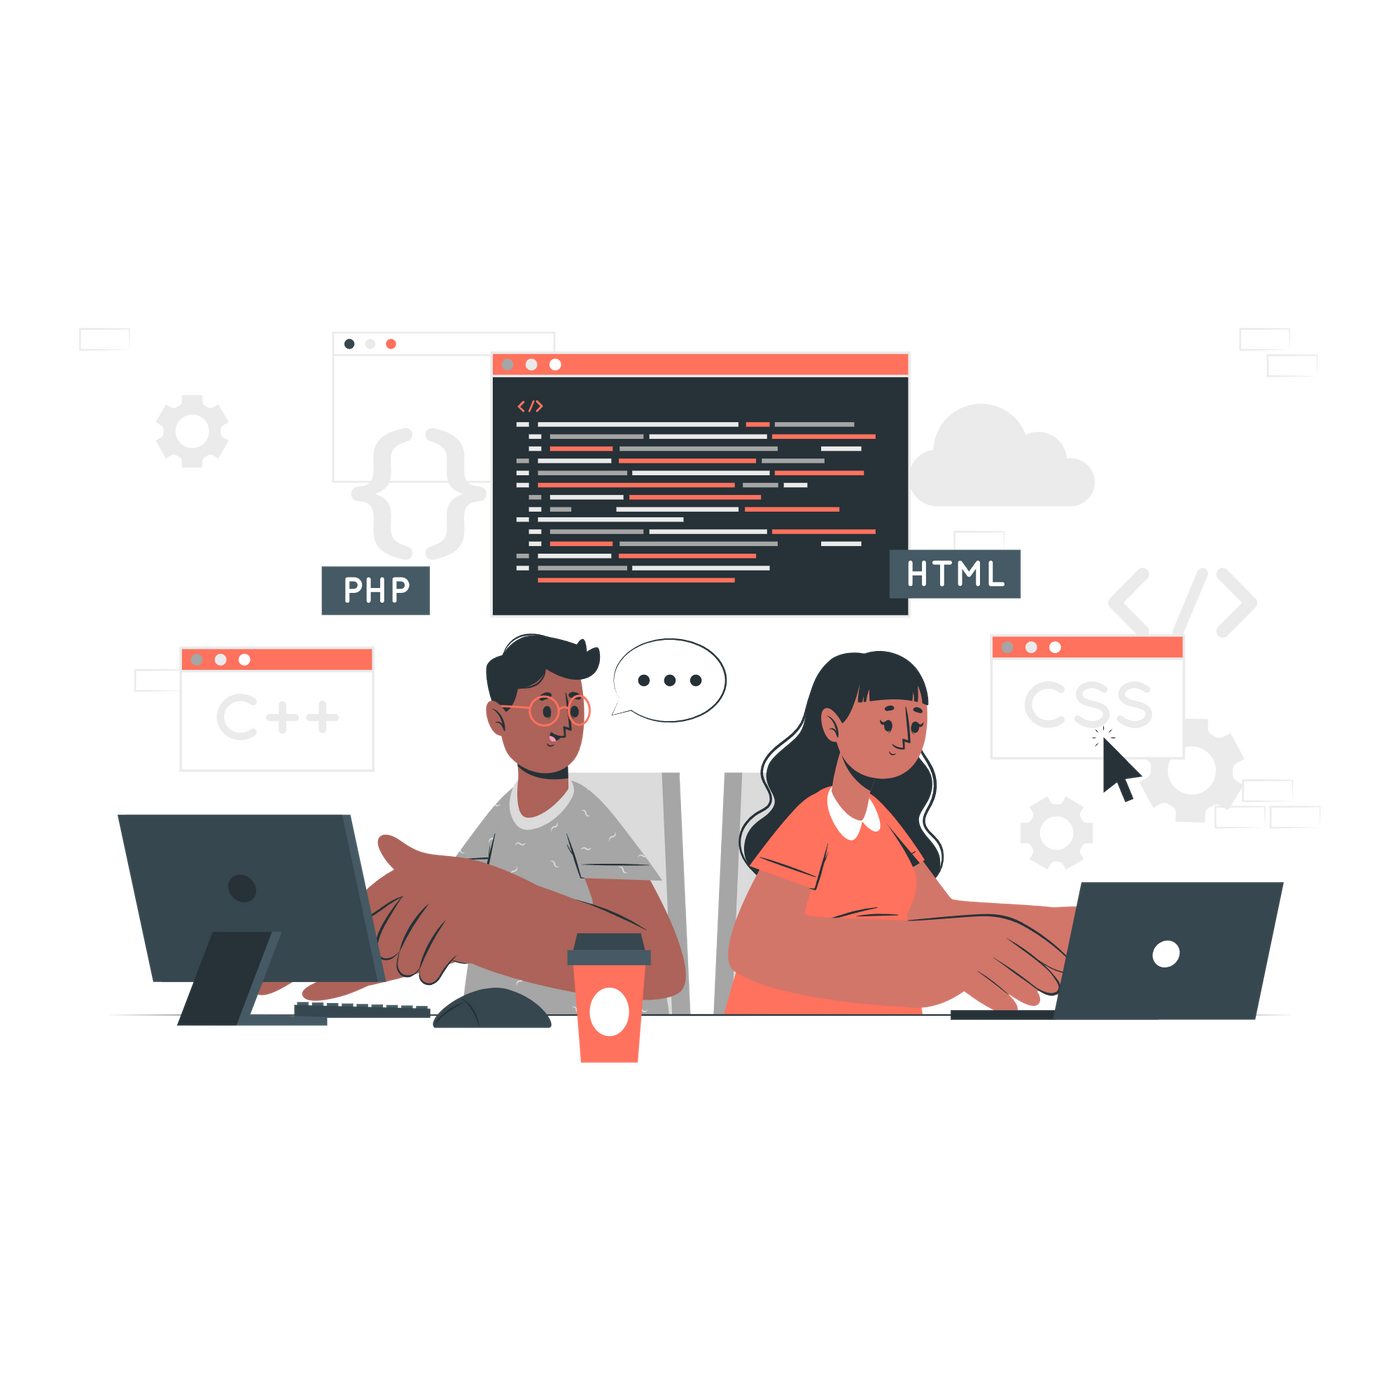 </>
{ }
PHP
HTML
</>
C++
CSS